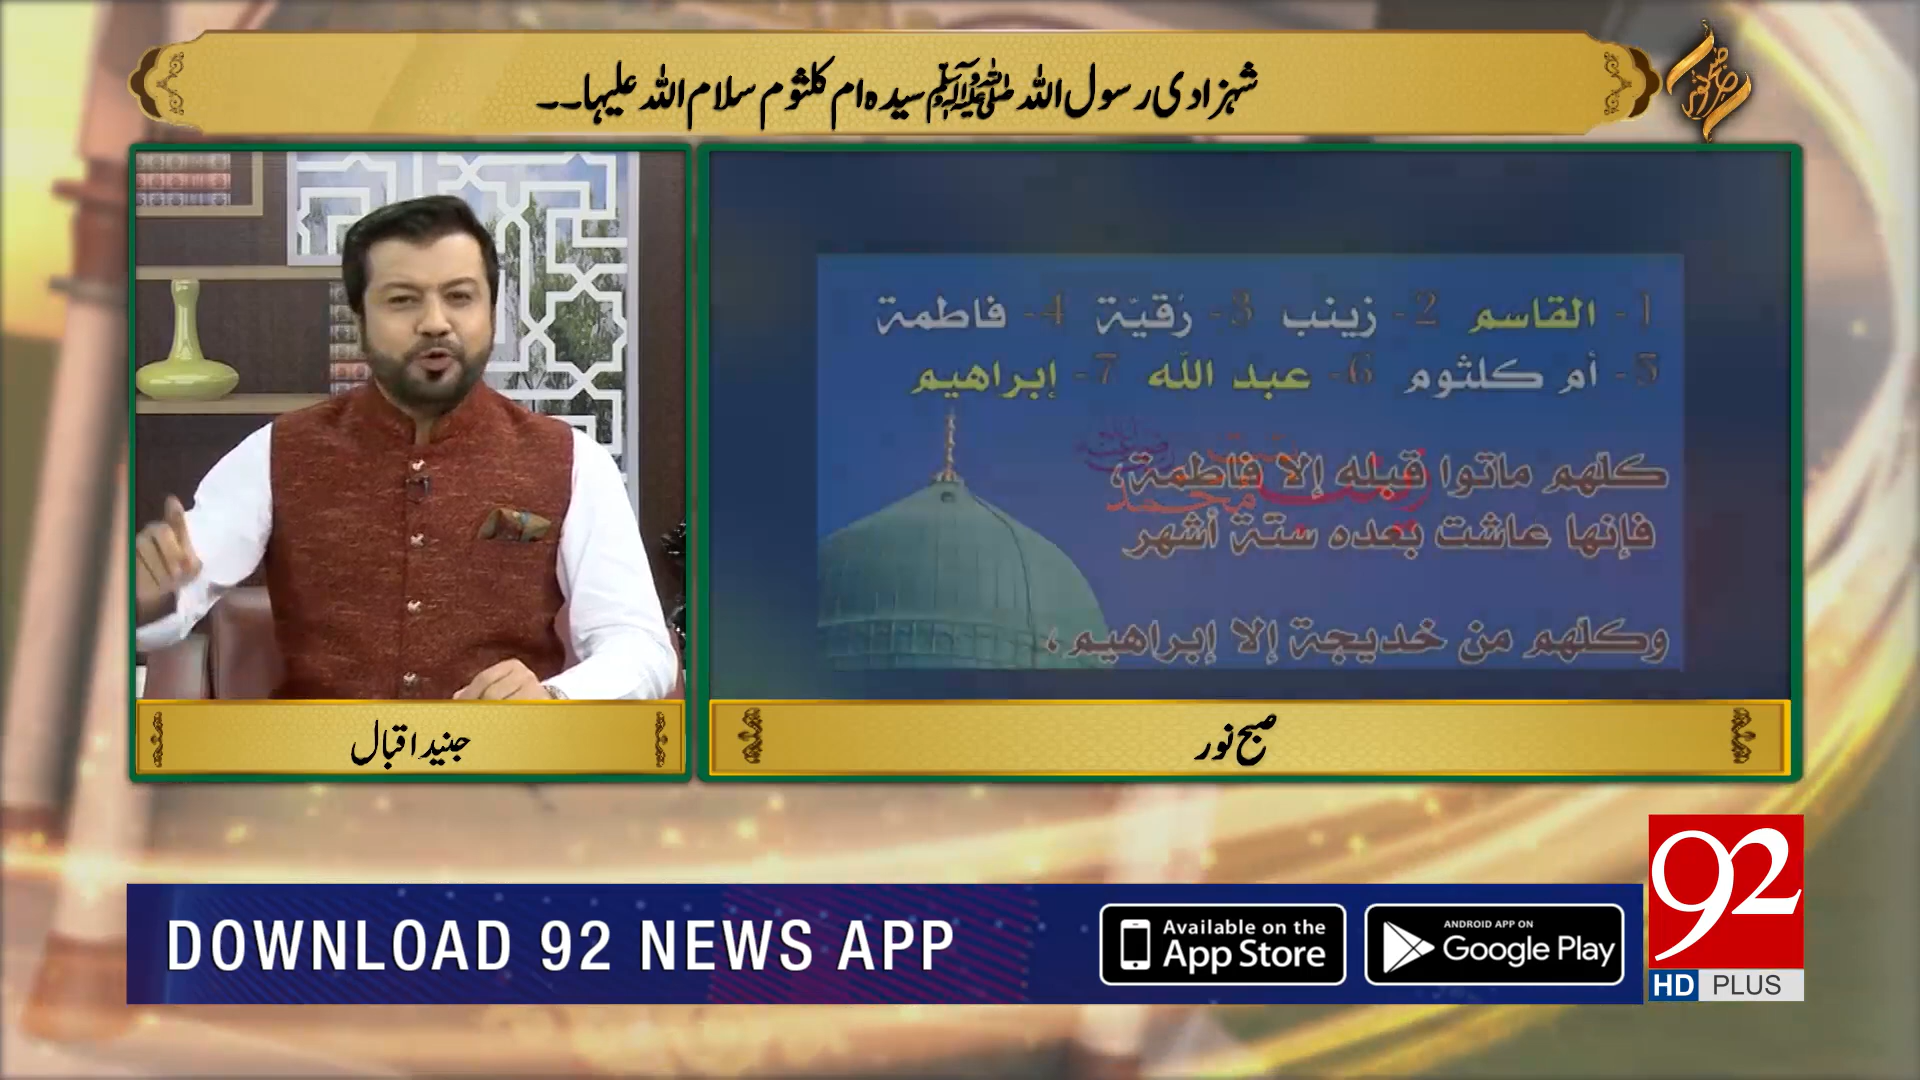 شہزادی رسول اللہ ﷺ سیدہ ام کلثوم سلام اللہ علیہا۔۔
1- القاسم 2- زينب 3- رُقيّة 4- فاطمة
5- أم كلثوم 6- عبد الله 7- إبراهيم
كلهم ماتوا قبله إلا فاطمة،
فإنها عاشت بعده ستة أشهر
وكلهم من خديجة إلا إبراهيم،
جنید اقبال
صبح نور
DOWNLOAD 92 NEWS APP
Available on the
App Store
ANDROID APP ON
Google Play
92
HD PLUS